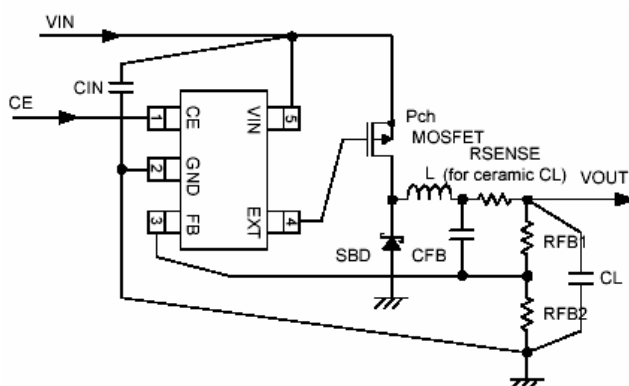 VIN
CIN
CE
1
CE
VIN
5
2
GND
3
FB
EXT
4
Pch
MOSFET
RSENSE
L (for ceramic CL)
VOUT
SBD
CFB
RFB1
CL
RFB2